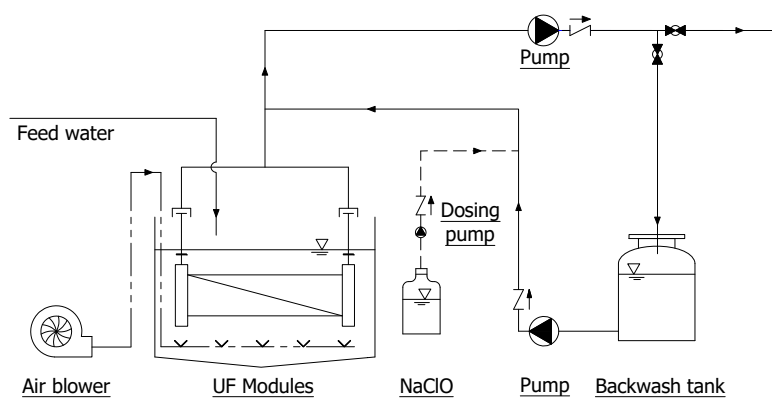 Pump
Feed water
Dosing
pump
Air blower
UF Modules
NaClO
Pump
Backwash tank